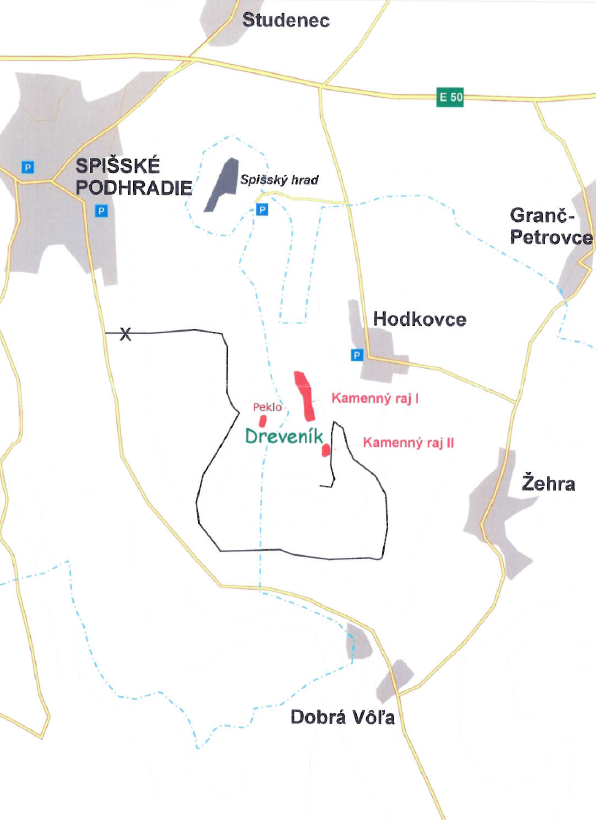 Studenec
E 50
P
SPIŠSKÉ
PODHRADIE
Spišský hrad
P
P
Granč-
Petrovce
Hodkovce
X
P
Kamenný raj I
Peklo
Dreveník
Kamenný raj II
Žehra
Dobrá Vôľa